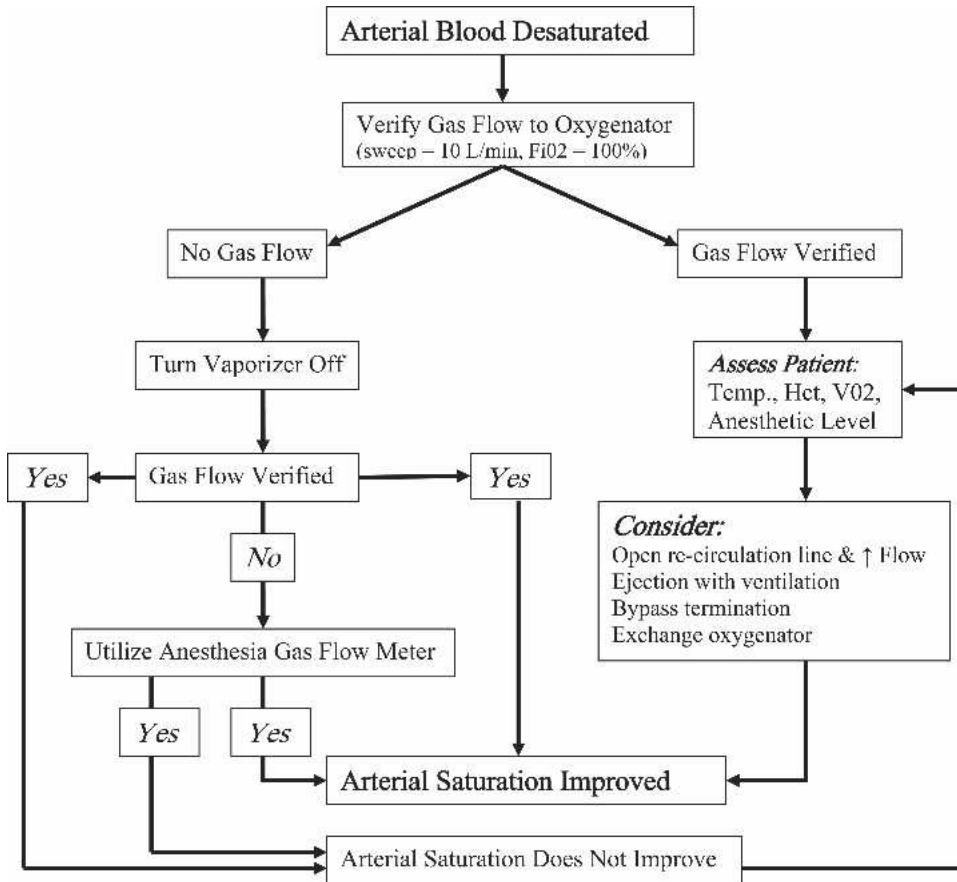 Arterial Blood Desaturated
Verify Gas Flow to Oxygenator
(sweep – 10 L/min, Fi02 – 100%)
No Gas Flow
Gas Flow Verified
Turn Vaporizer Off
Assess Patient:
Temp., Hct, V02,
Anesthetic Level
Yes
Gas Flow Verified
Yes
No
Consider:
Open re-circulation line & ↑ Flow
Ejection with ventilation
Bypass termination
Exchange oxygenator
Utilize Anesthesia Gas Flow Meter
Yes
Yes
Arterial Saturation Improved
Arterial Saturation Does Not Improve